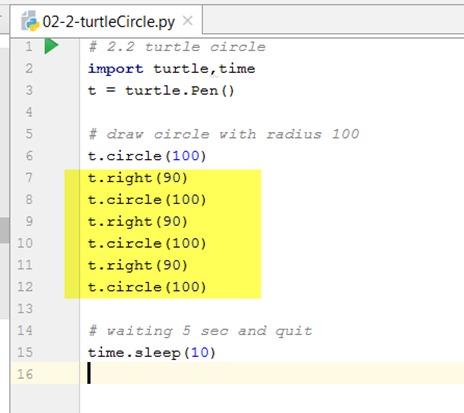 02-2-turtleCircle.py
1 # 2.2 turtle circle
2 import turtle,time
3 t = turtle.Pen()
4
5 # draw circle with radius 100
6 t.circle(100)
7 t.right(90)
8 t.circle(100)
9 t.right(90)
10 t.circle(100)
11 t.right(90)
12 t.circle(100)
13
14 # waiting 5 sec and quit
15 time.sleep(10)
16